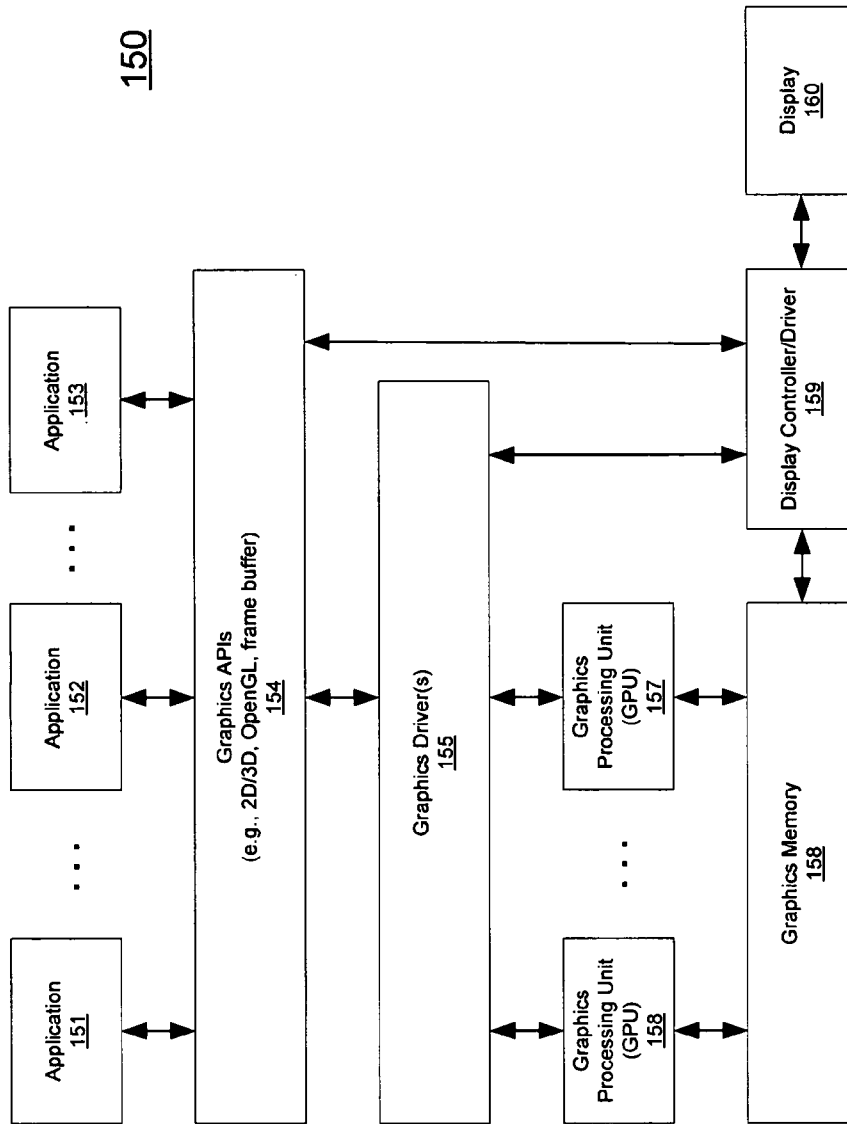 150
Application
151
. . .
Application
152
. . .
Application
153
Graphics APIs
(e.g., 2D/3D, OpenGL, frame buffer)
154
Graphics Driver(s)
155
Graphics
Processing Unit
(GPU)
158
. . .
Graphics
Processing Unit
(GPU)
157
Graphics Memory
158
Display Controller/Driver
159
Display
160